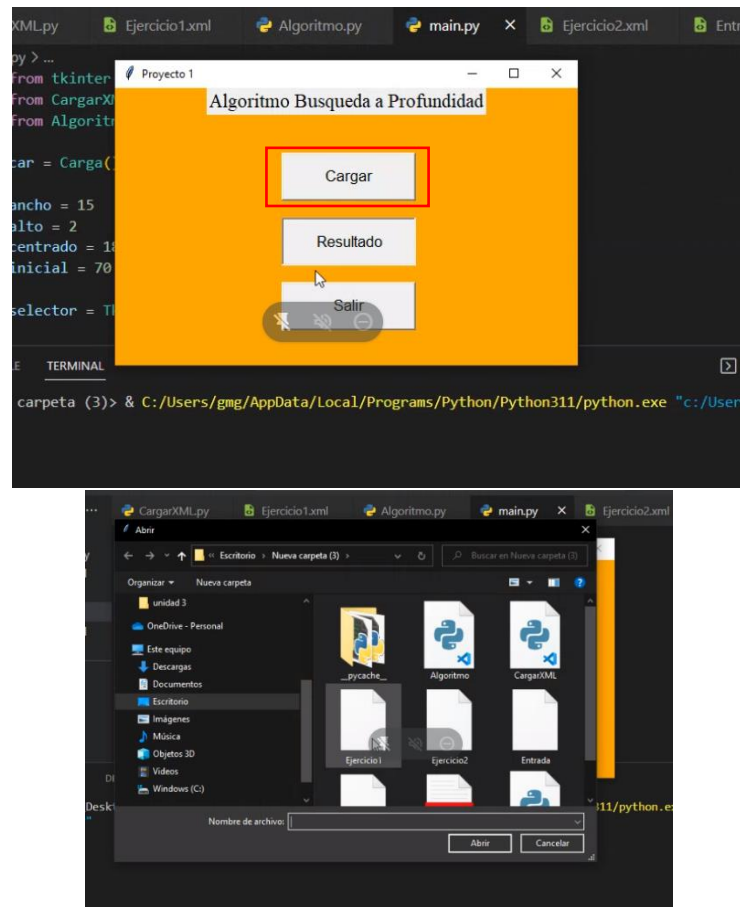 XML.py Ejercicio1.xml Algoritmo.py main.py Ejercicio2.xml
py > ...
from tkinter
Proyecto 1
from
Algoritmo Busqueda a Profundidad
from
car = Carga()
Cargar
ancho = 15
alto = 2
Resultado
centrado = 18
inicial = 70
Salir
selector =
TERMINAL
carpeta (3)> & C:/Users/gmg/AppData/Local/Programs/Python/Python311/python.exe "c:/User
... CargarXML.py Ejercicio1.xml Algoritmo.py main.py Ejercicio2.xml
Abrir
« Escritorio > Nueva carpeta (3) > Buscar en Nueva carpeta (3)
Organizar Nueva carpeta
unidad 3
OneDrive - Personal
Este equipo
Descargas
Documentos
Escritorio
Imágenes
Música
Objetos 3D
Videos
Windows (C:)
__pycache__ Algoritmo CargarXML
Ejercicio1 Ejercicio2 Entrada
311/python.e
Nombre de archivo:
Abrir Cancelar